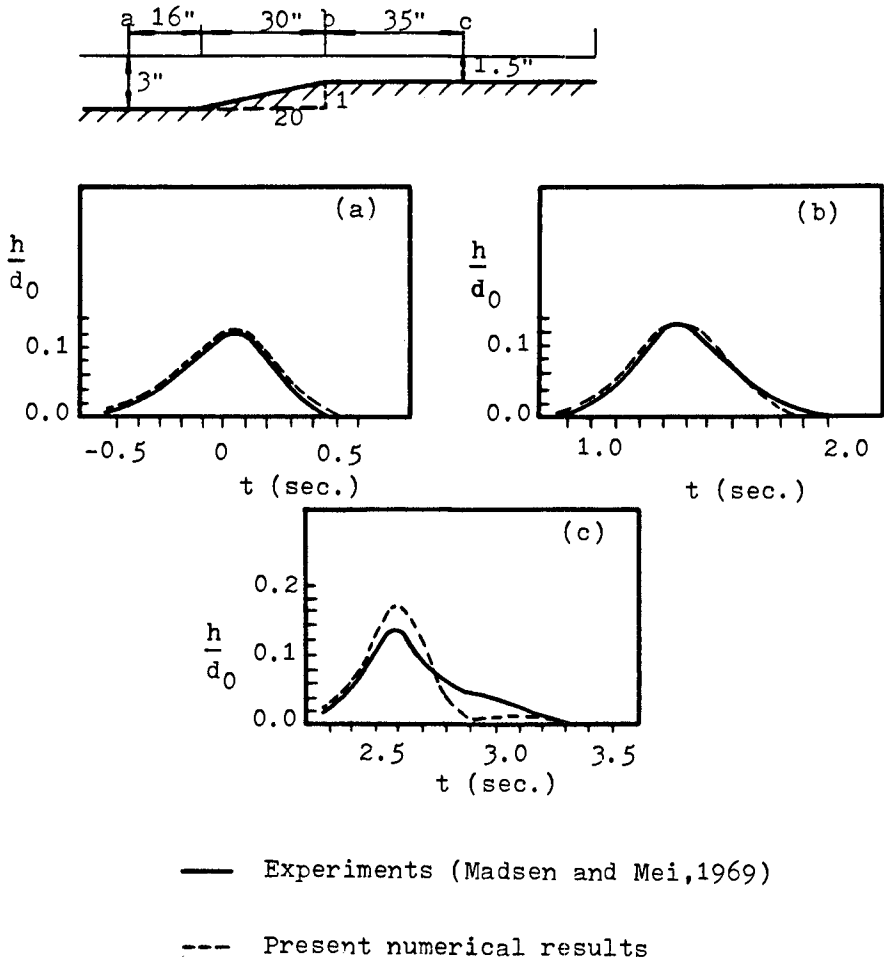 a 16" 30" b 35" c
3" 1.5"
20 1
(a)
h
d0
0.1
0.0
-0.5 0 0.5
t (sec.)
(b)
h
d0
0.1
0.0
1.0 2.0
t (sec.)
(c)
0.2
h
d0
0.1
0.0
2.5 3.0 3.5
t (sec.)
Experiments (Madsen and Mei,1969)
Present numerical results